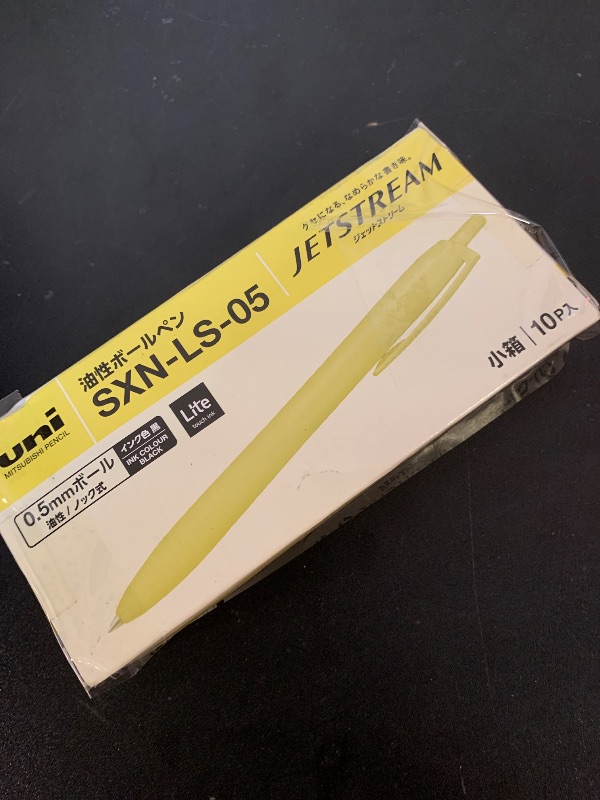 uni
MITSUBISHI PENCIL
油性ボールペン
SXN-LS-05
クセになる、なめらかな書き味。
JETSTREAM
ジェットストリーム
0.5mmボール
油性/ノック式
インク色 黒
INK COLOUR
BLACK
Lite
touch ink
小箱 10P入